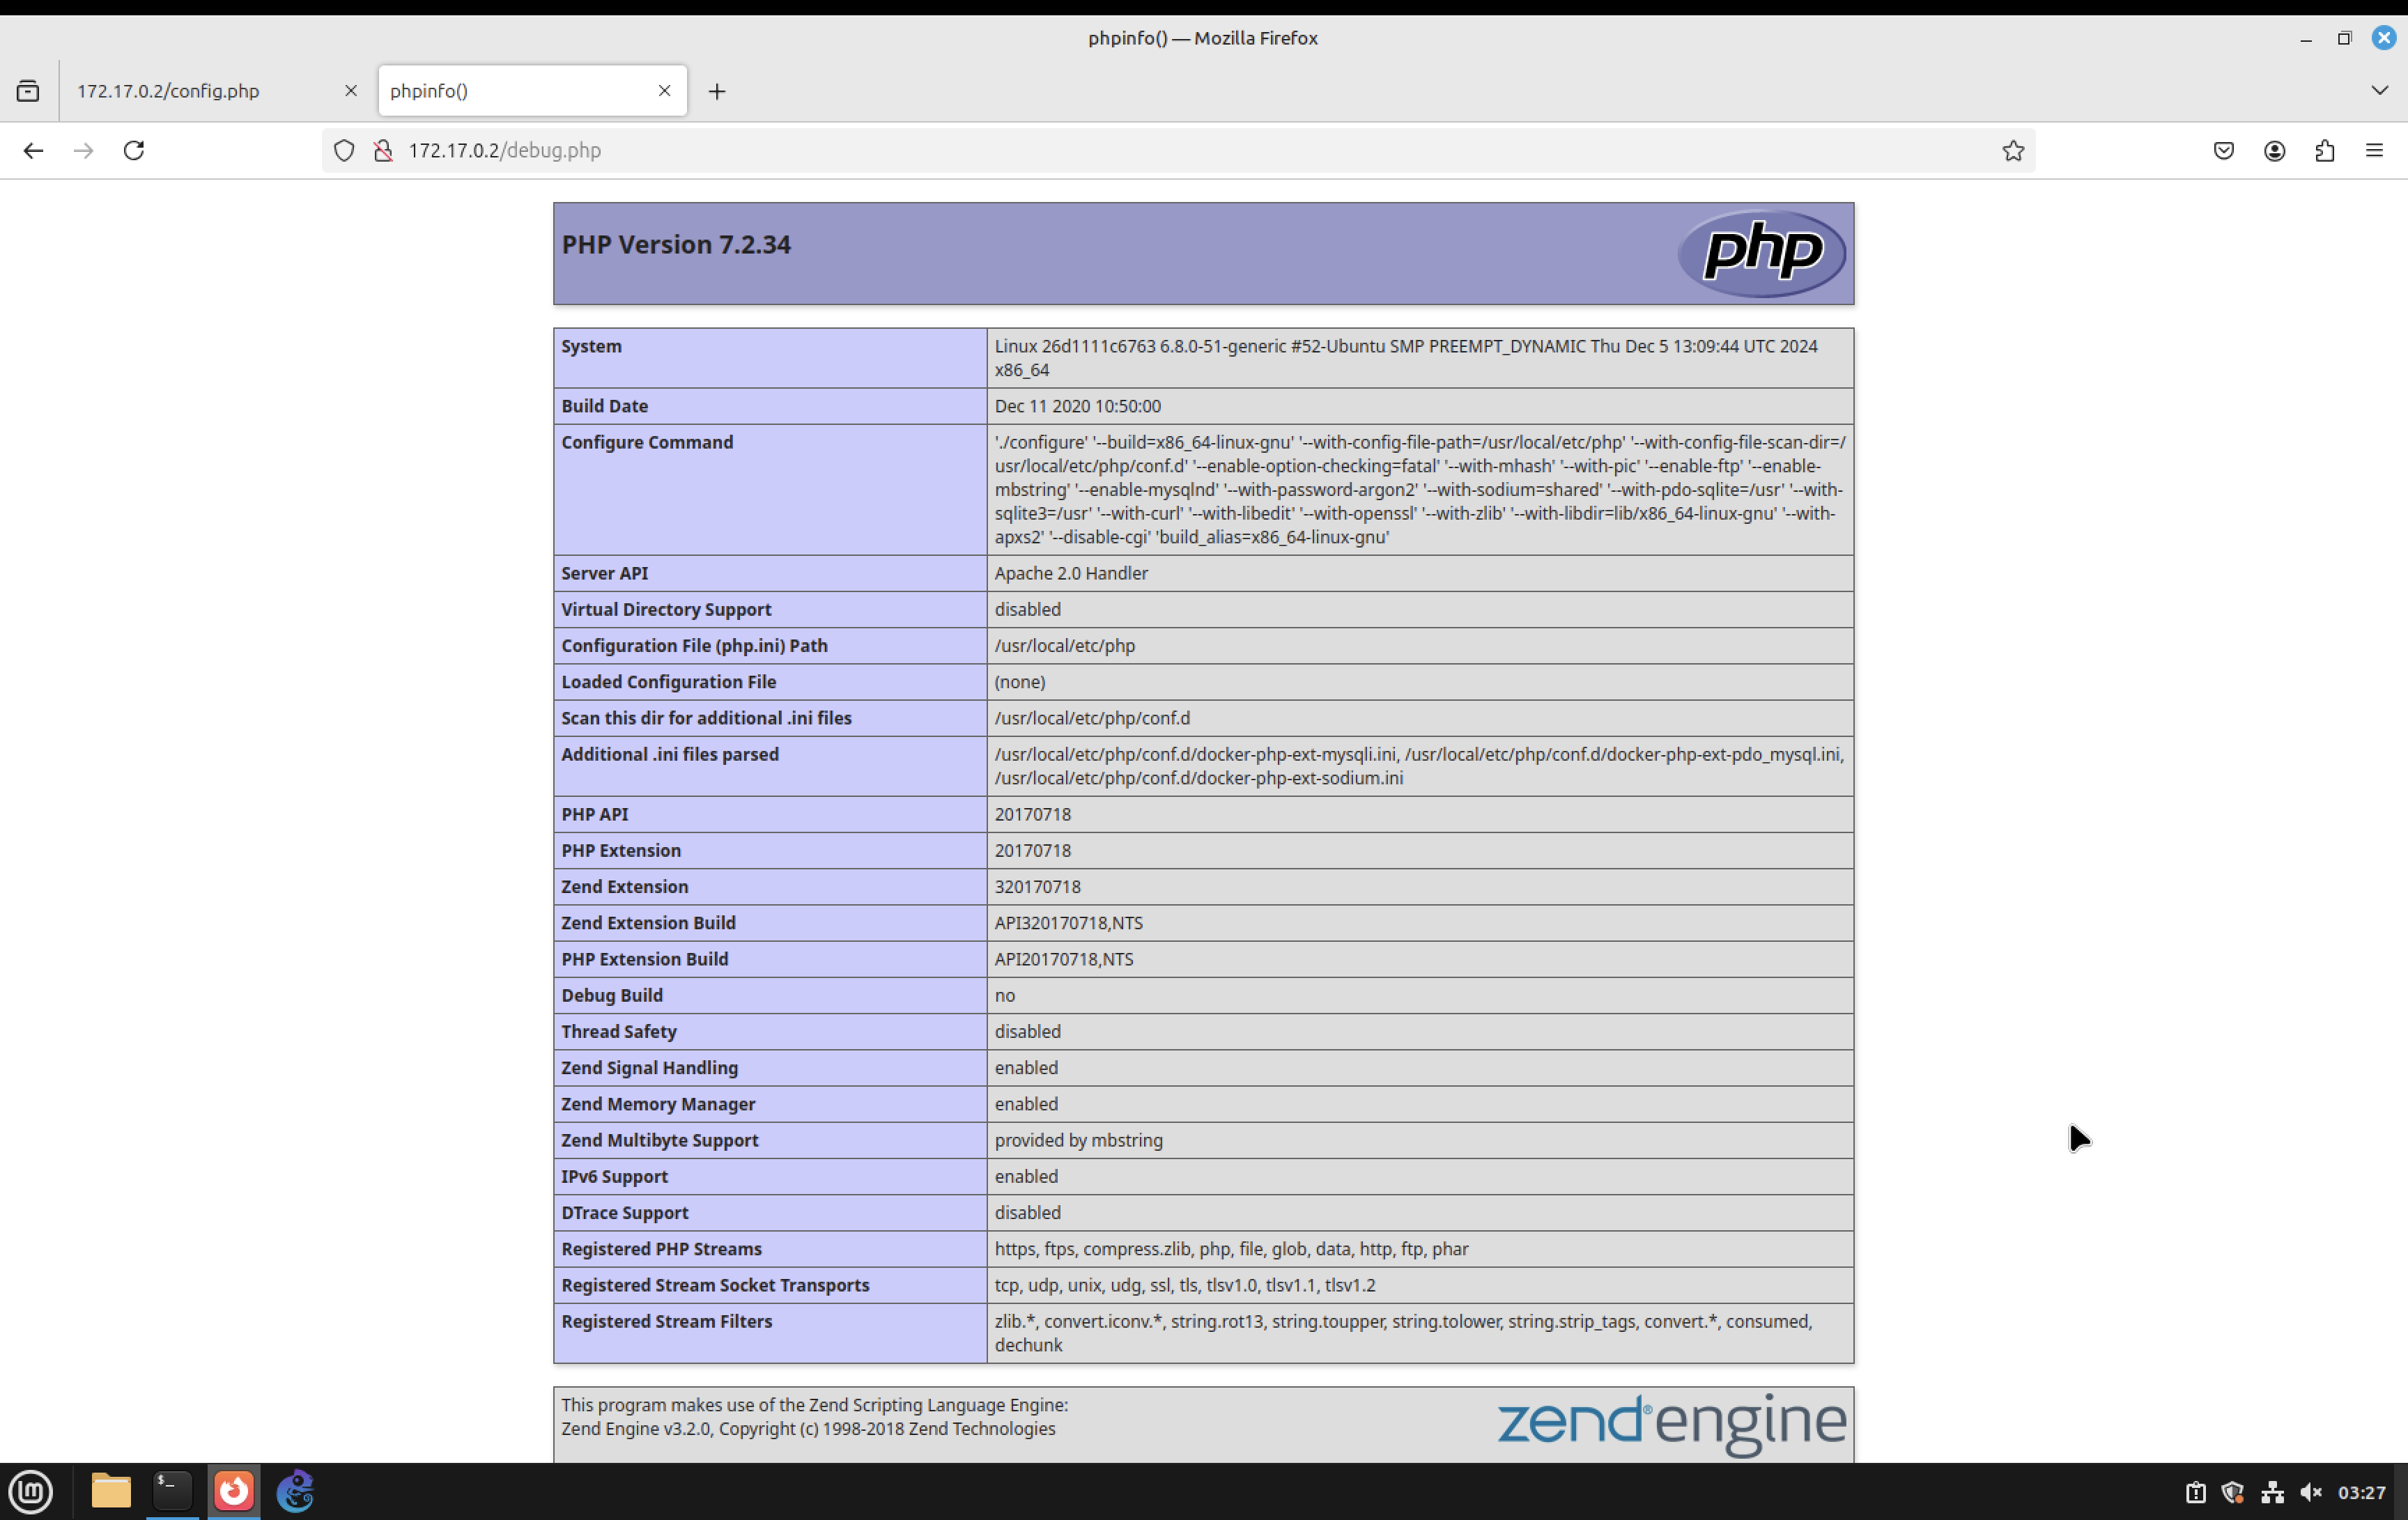 phpinfo() — Mozilla Firefox
172.17.0.2/config.php
phpinfo()
172.17.0.2/debug.php
PHP Version 7.2.34
php
System
Linux 26d1111c6763 6.8.0-51-generic #52-Ubuntu SMP PREEMPT_DYNAMIC Thu Dec 5 13:09:44 UTC 2024
x86_64
Build Date
Dec 11 2020 10:50:00
Configure Command
'./configure' '--build=x86_64-linux-gnu' '--with-config-file-path=/usr/local/etc/php' '--with-config-file-scan-dir=/
usr/local/etc/php/conf.d' '--enable-option-checking=fatal' '--with-mhash' '--with-pic' '--enable-ftp' '--enable-
mbstring' '--enable-mysqlnd' '--with-password-argon2' '--with-sodium=shared' '--with-pdo-sqlite=/usr' '--with-
sqlite3=/usr' '--with-curl' '--with-libedit' '--with-openssl' '--with-zlib' '--with-libdir=lib/x86_64-linux-gnu' '--with-
apxs2' '--disable-cgi' 'build_alias=x86_64-linux-gnu'
Server API
Apache 2.0 Handler
Virtual Directory Support
disabled
Configuration File (php.ini) Path
/usr/local/etc/php
Loaded Configuration File
(none)
Scan this dir for additional .ini files
/usr/local/etc/php/conf.d
Additional .ini files parsed
/usr/local/etc/php/conf.d/docker-php-ext-mysqli.ini, /usr/local/etc/php/conf.d/docker-php-ext-pdo_mysql.ini,
/usr/local/etc/php/conf.d/docker-php-ext-sodium.ini
PHP API
20170718
PHP Extension
20170718
Zend Extension
320170718
Zend Extension Build
API320170718,NTS
PHP Extension Build
API20170718,NTS
Debug Build
no
Thread Safety
disabled
Zend Signal Handling
enabled
Zend Memory Manager
enabled
Zend Multibyte Support
provided by mbstring
IPv6 Support
enabled
DTrace Support
disabled
Registered PHP Streams
https, ftps, compress.zlib, php, file, glob, data, http, ftp, phar
Registered Stream Socket Transports
tcp, udp, unix, udg, ssl, tls, tlsv1.0, tlsv1.1, tlsv1.2
Registered Stream Filters
zlib.*, convert.iconv.*, string.rot13, string.toupper, string.tolower, string.strip_tags, convert.*, consumed,
dechunk
This program makes use of the Zend Scripting Language Engine:
Zend Engine v3.2.0, Copyright (c) 1998-2018 Zend Technologies
zend® engine
03:27